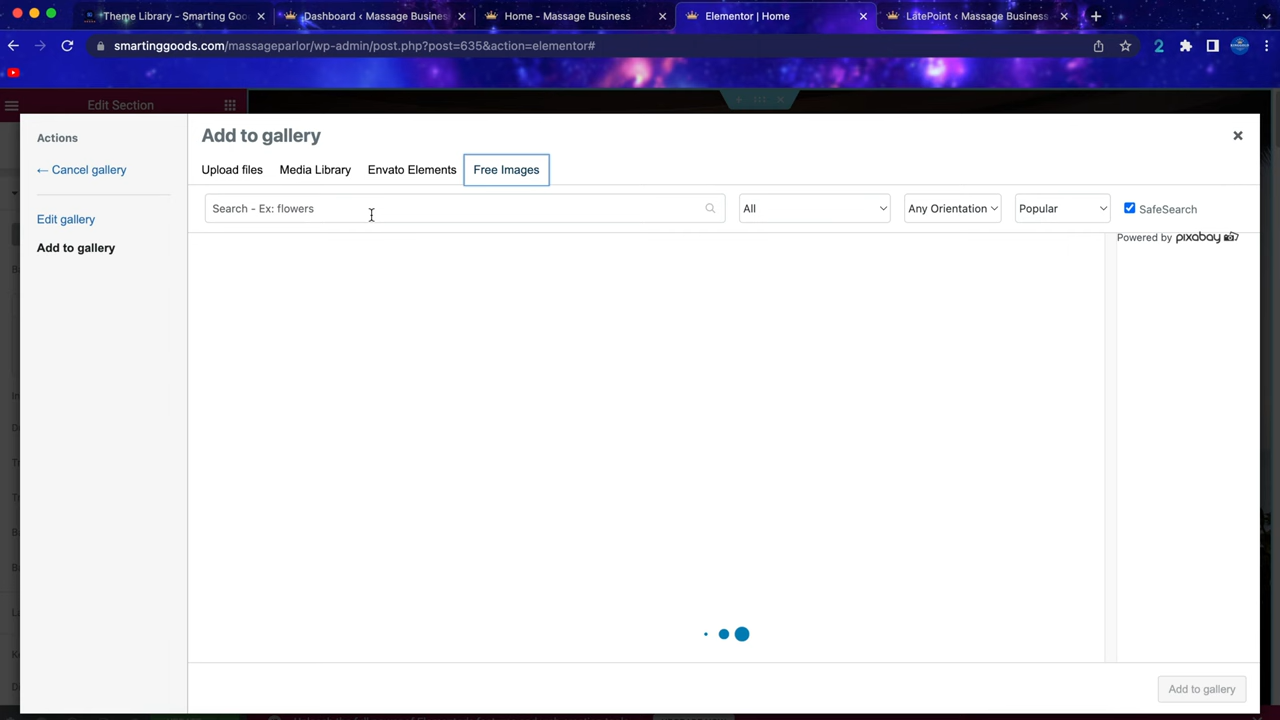 Theme Library - Smarting Goo
Dashboard ‹ Massage Busines
Home - Massage Business
Elementor | Home
LatePoint ‹ Massage Business
smartinggoods.com/massageparlor/wp-admin/post.php?post=635&action=elementor#
2
Edit Section
Actions
← Cancel gallery
Edit gallery
Add to gallery
Add to gallery
Upload files
Media Library
Envato Elements
Free Images
Search - Ex: flowers
All
Any Orientation
Popular
SafeSearch
Powered by pixabay
Add to gallery